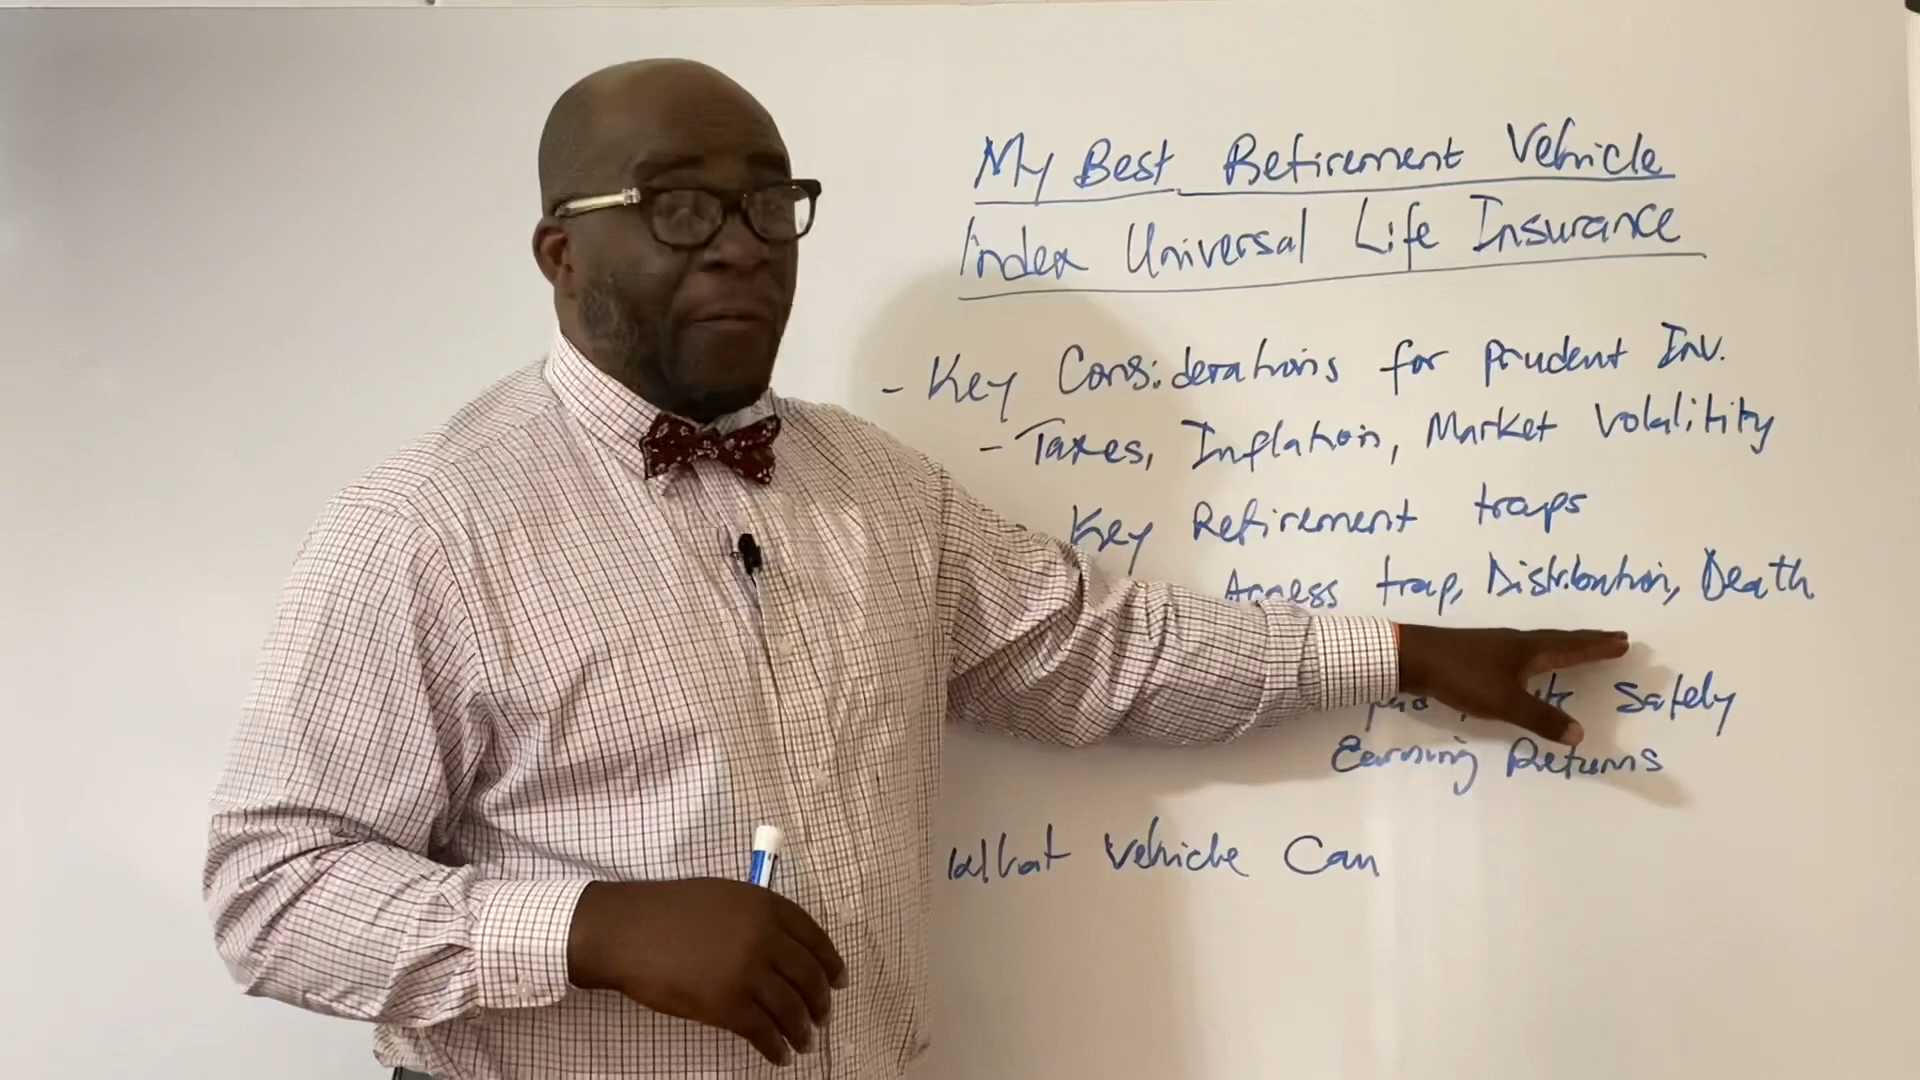 My Best Retirement Vehicle
Index Universal Life Insurance
- Key Considerations for prudent Inv.
- Taxes, Inflation, Market Volalitity
Key Retirement traps
Access trap, Distribution, Death
Safely
Earning Returns
What Vehicle Can